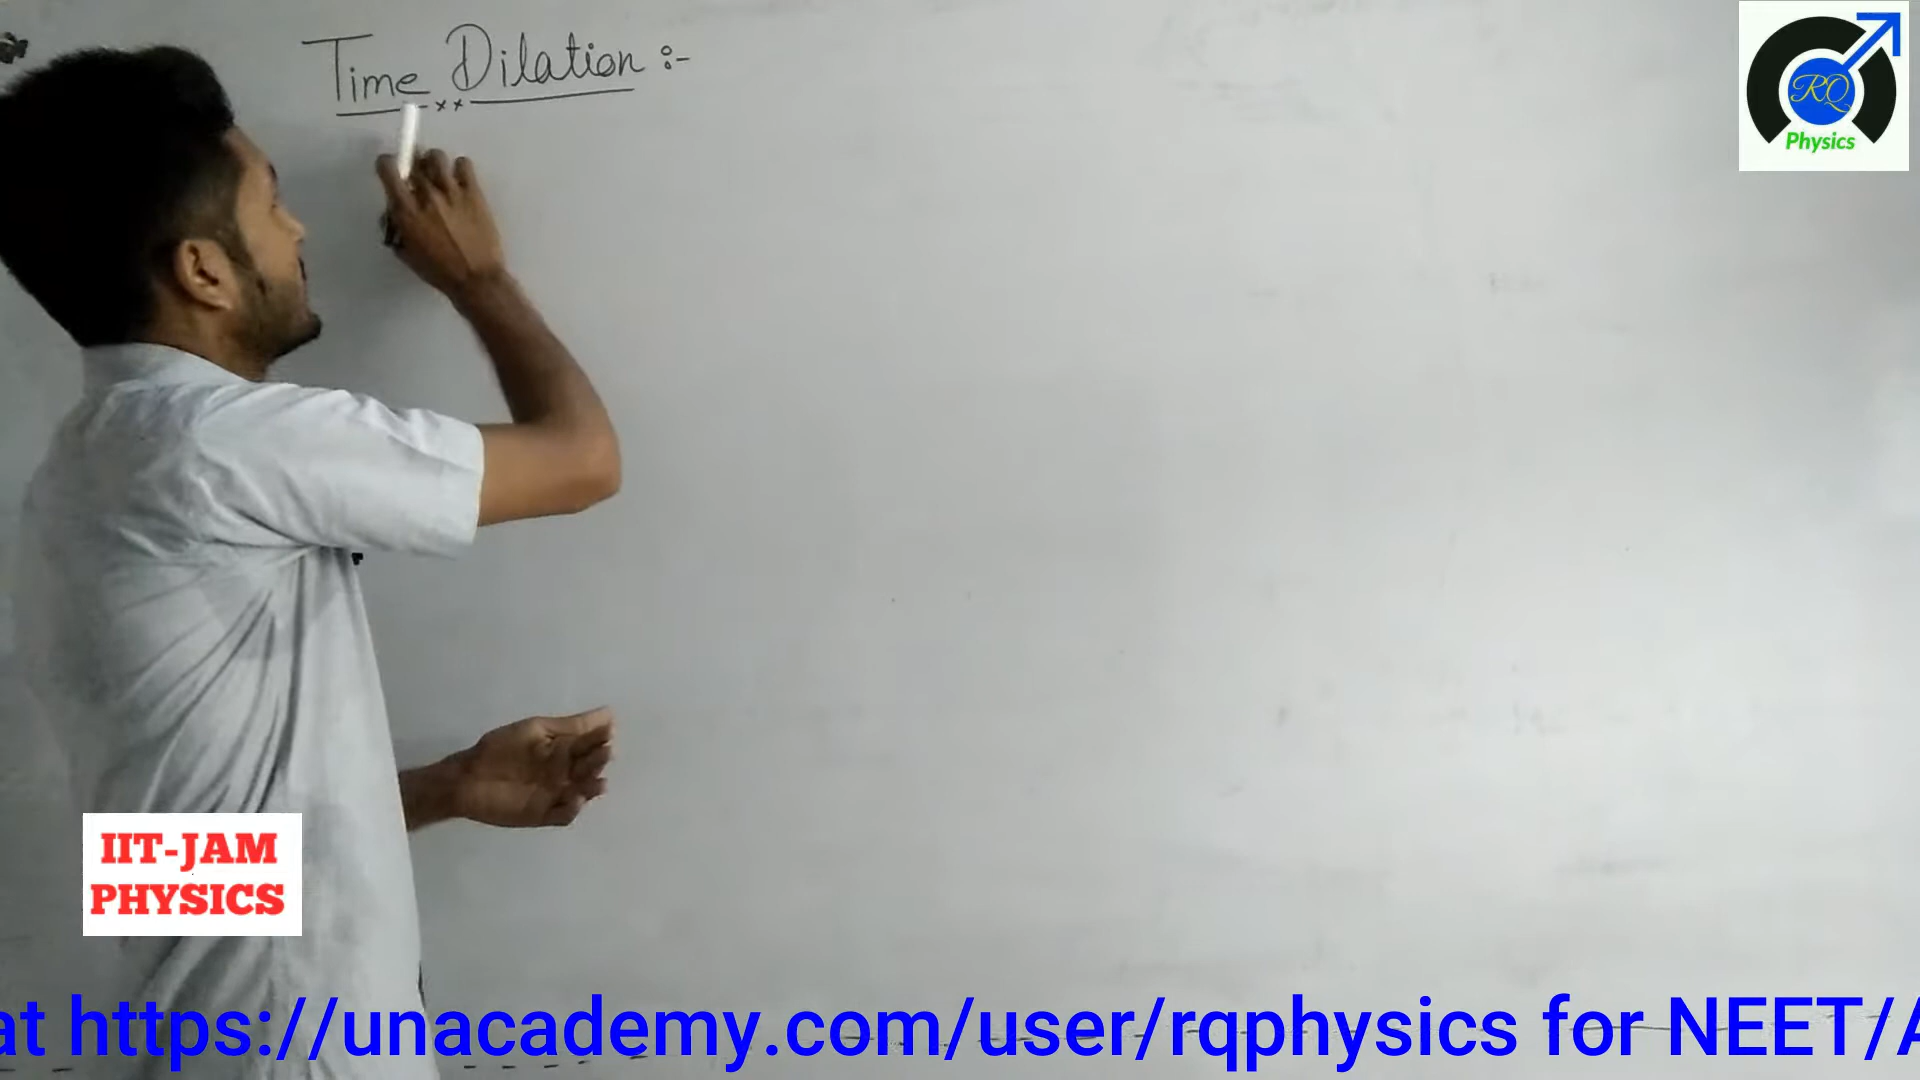 Time Dilation :-
RQ
Physics
IIT-JAM
PHYSICS
at https://unacademy.com/user/rqphysics for NEET/